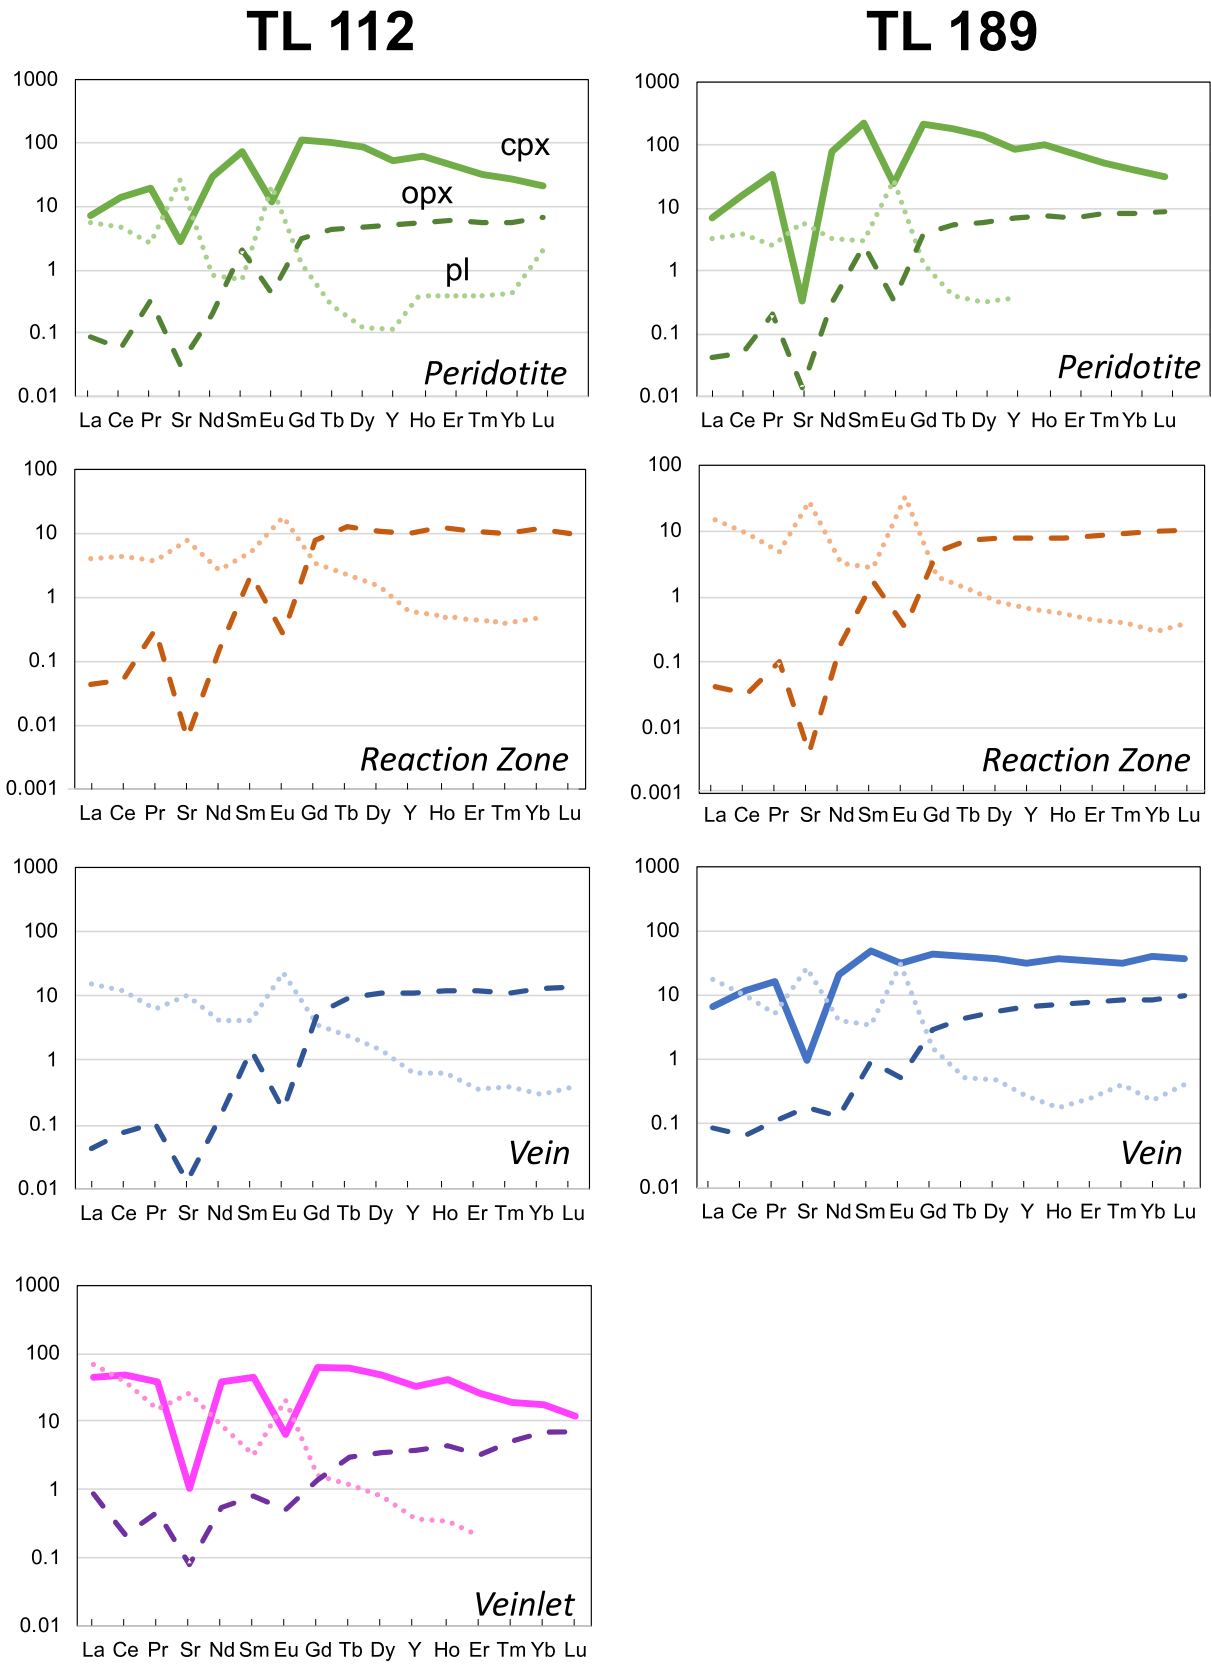 TL 112
TL 189
1000
100
10
1
0.1
0.01
cpx
opx
pl
Peridotite
La Ce Pr Sr Nd Sm Eu Gd Tb Dy Y Ho Er Tm Yb Lu
1000
100
10
1
0.1
0.01
Peridotite
La Ce Pr Sr Nd Sm Eu Gd Tb Dy Y Ho Er Tm Yb Lu
100
10
1
0.1
0.01
0.001
Reaction Zone
La Ce Pr Sr Nd Sm Eu Gd Tb Dy Y Ho Er Tm Yb Lu
100
10
1
0.1
0.01
0.001
Reaction Zone
La Ce Pr Sr Nd Sm Eu Gd Tb Dy Y Ho Er Tm Yb Lu
1000
100
10
1
0.1
0.01
Vein
La Ce Pr Sr Nd Sm Eu Gd Tb Dy Y Ho Er Tm Yb Lu
1000
100
10
1
0.1
0.01
Vein
La Ce Pr Sr Nd Sm Eu Gd Tb Dy Y Ho Er Tm Yb Lu
1000
100
10
1
0.1
0.01
Veinlet
La Ce Pr Sr Nd Sm Eu Gd Tb Dy Y Ho Er Tm Yb Lu